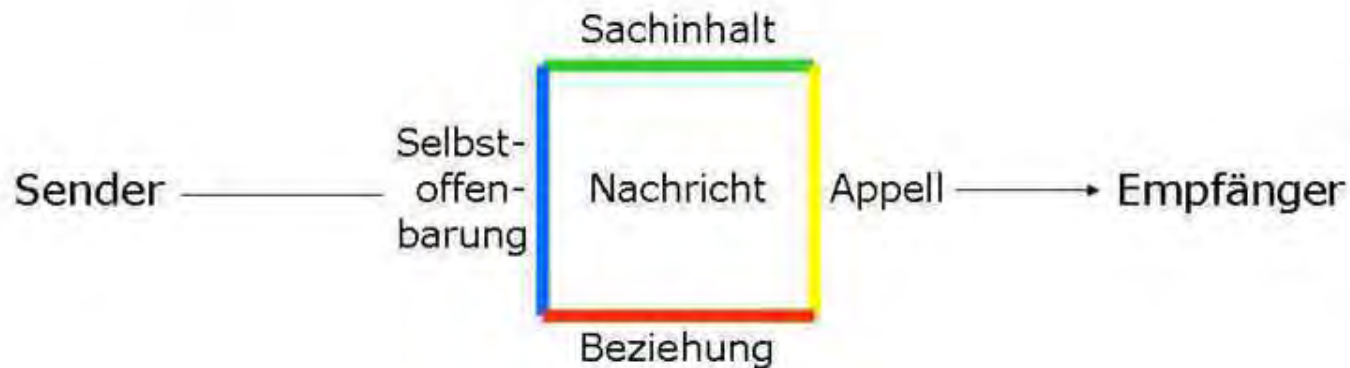 Sachinhalt
Sender
Selbst-
offen-
barung
Nachricht
Appell
Empfänger
Beziehung